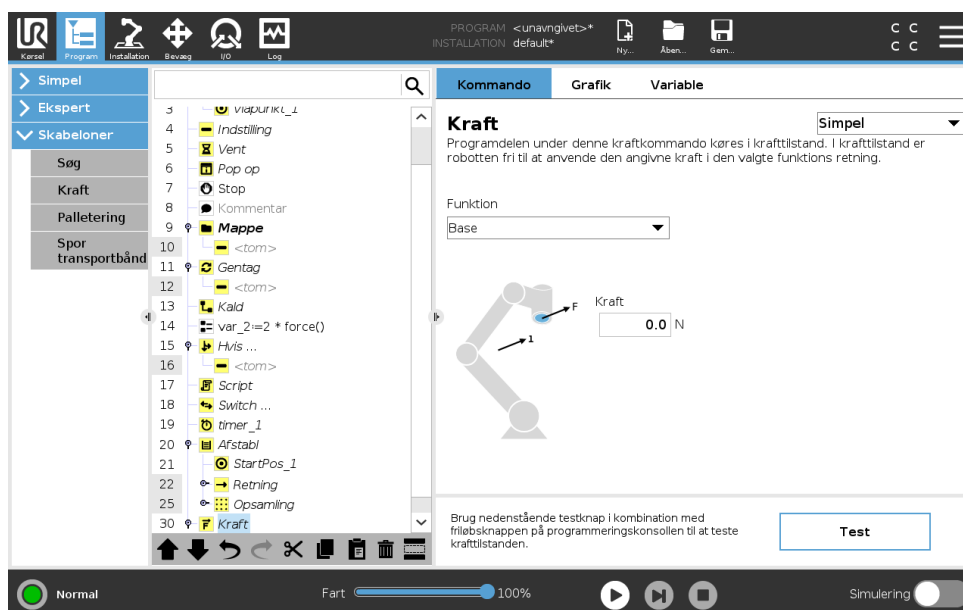 UR
PROGRAM <unavngivet>*
INSTALLATION default*
Kørsel
Program
Installation
Bevæg
I/O
Log
Ny...
Åben...
Gem...
C C
C C
Simpel
Ekspert
Skabeloner
Søg
Kraft
Palletering
Spor
transportbånd
3 Viapunkt_1
4 Indstilling
5 Vent
6 Pop op
7 Stop
8 Kommentar
9 Mappe
10 <tom>
11 Gentag
12 <tom>
13 Kald
14 var_2:=2 * force()
15 Hvis ...
16 <tom>
17 Script
18 Switch ...
19 timer_1
20 Afstabl
21 StartPos_1
22 Retning
25 Opsamling
30 Kraft
Kommando Grafik Variable
Kraft
Simpel
Programdelen under denne kraftkommando køres i krafttilstand. I krafttilstand er
robotten fri til at anvende den angivne kraft i den valgte funktions retning.
Funktion
Base
F
1
Kraft
0.0 N
Brug nedenstående testknap i kombination med
friløbsknappen på programmeringskonsollen til at teste
krafttilstanden.
Test
Normal
Fart 100%
Simulering